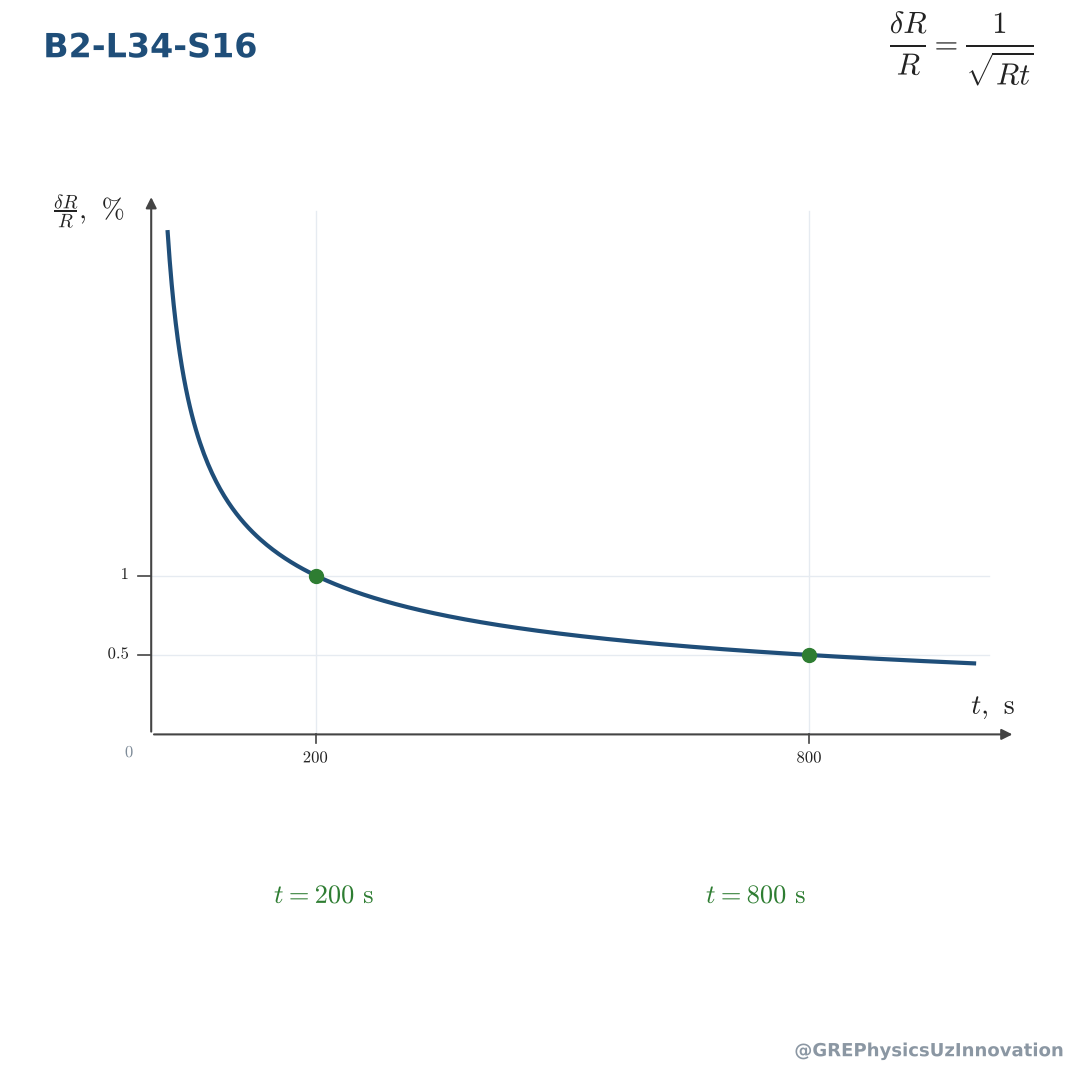 B2-L34-S16
δR/R = 1/√(Rt)
δR/R, %
1
0.5
0
200
800
t, s
t = 200 s
t = 800 s
@GREPhysicsUzInnovation